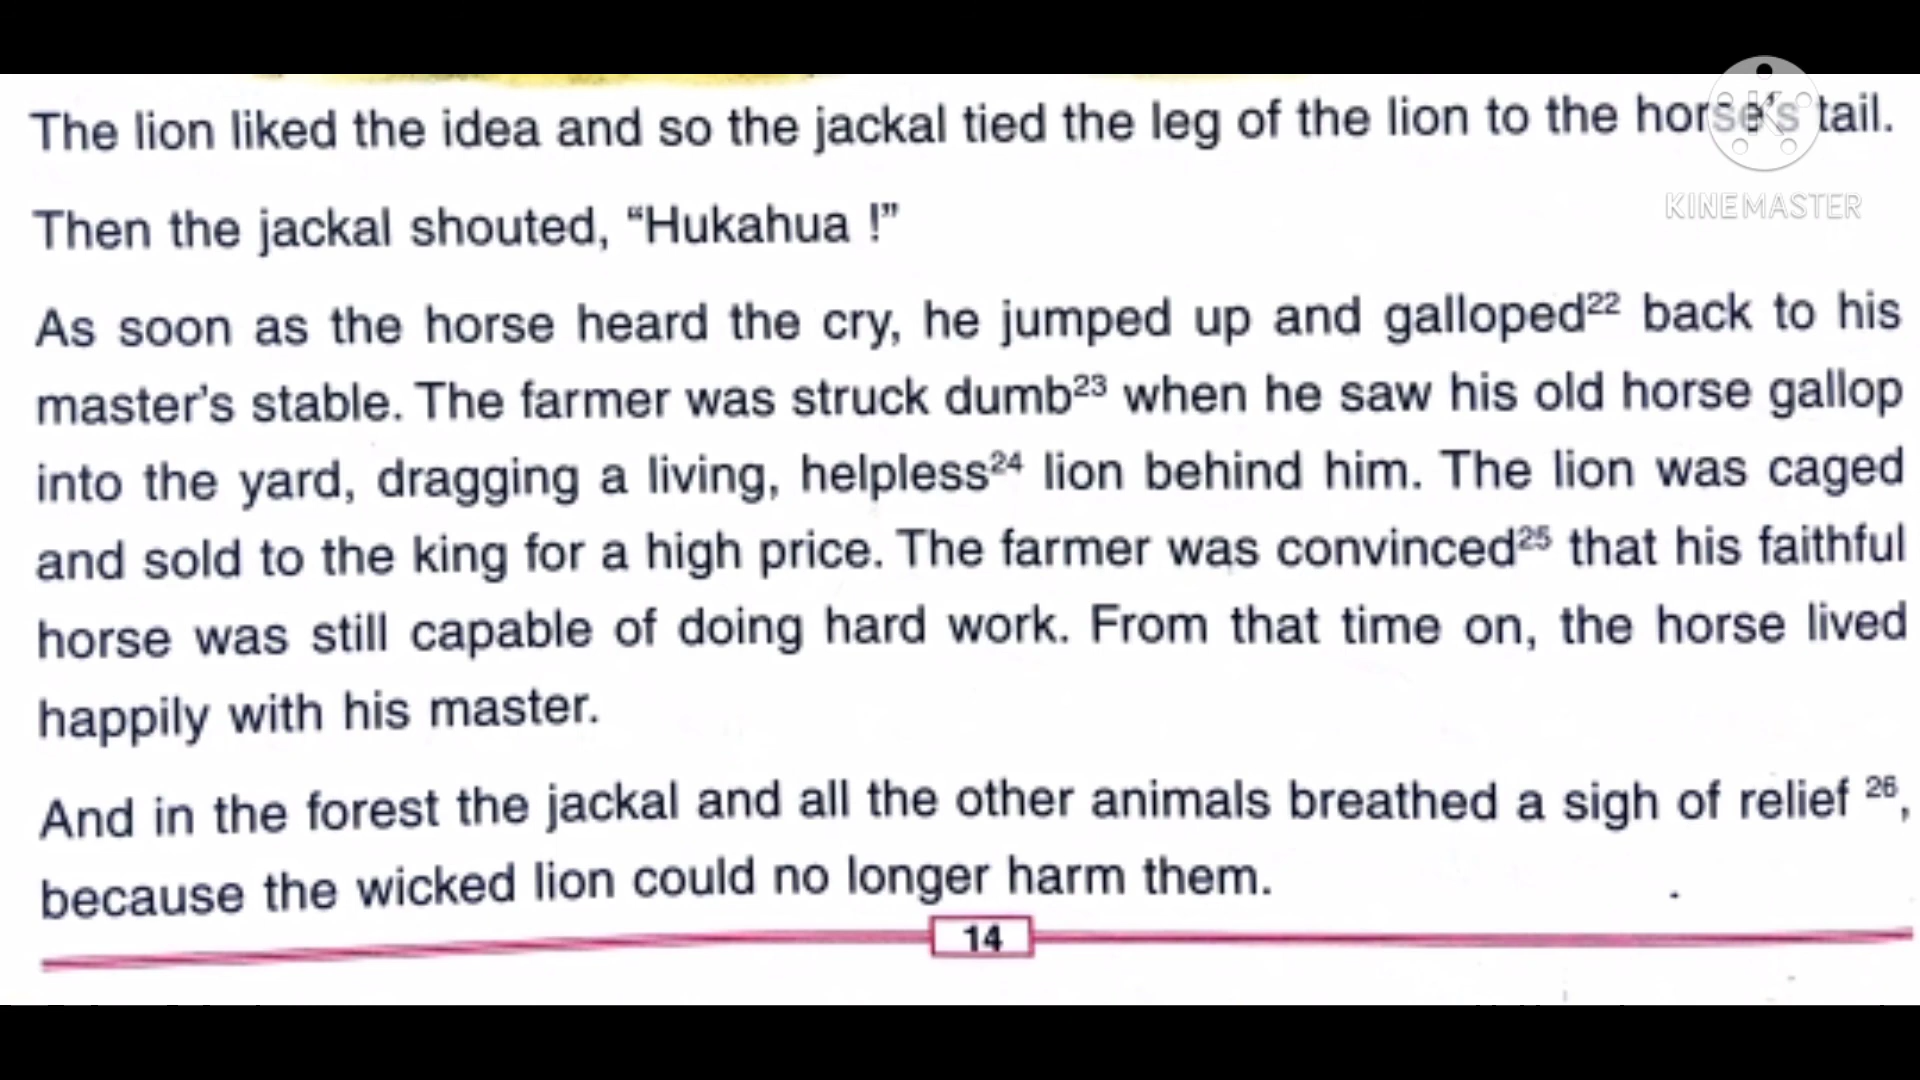 The lion liked the idea and so the jackal tied the leg of the lion to the horse's tail.
KINEMASTER
Then the jackal shouted, “Hukahua !”
As soon as the horse heard the cry, he jumped up and galloped²² back to his
master's stable. The farmer was struck dumb²³ when he saw his old horse gallop
into the yard, dragging a living, helpless²⁴ lion behind him. The lion was caged
and sold to the king for a high price. The farmer was convinced²⁵ that his faithful
horse was still capable of doing hard work. From that time on, the horse lived
happily with his master.
And in the forest the jackal and all the other animals breathed a sigh of relief ²⁶,
because the wicked lion could no longer harm them.
14